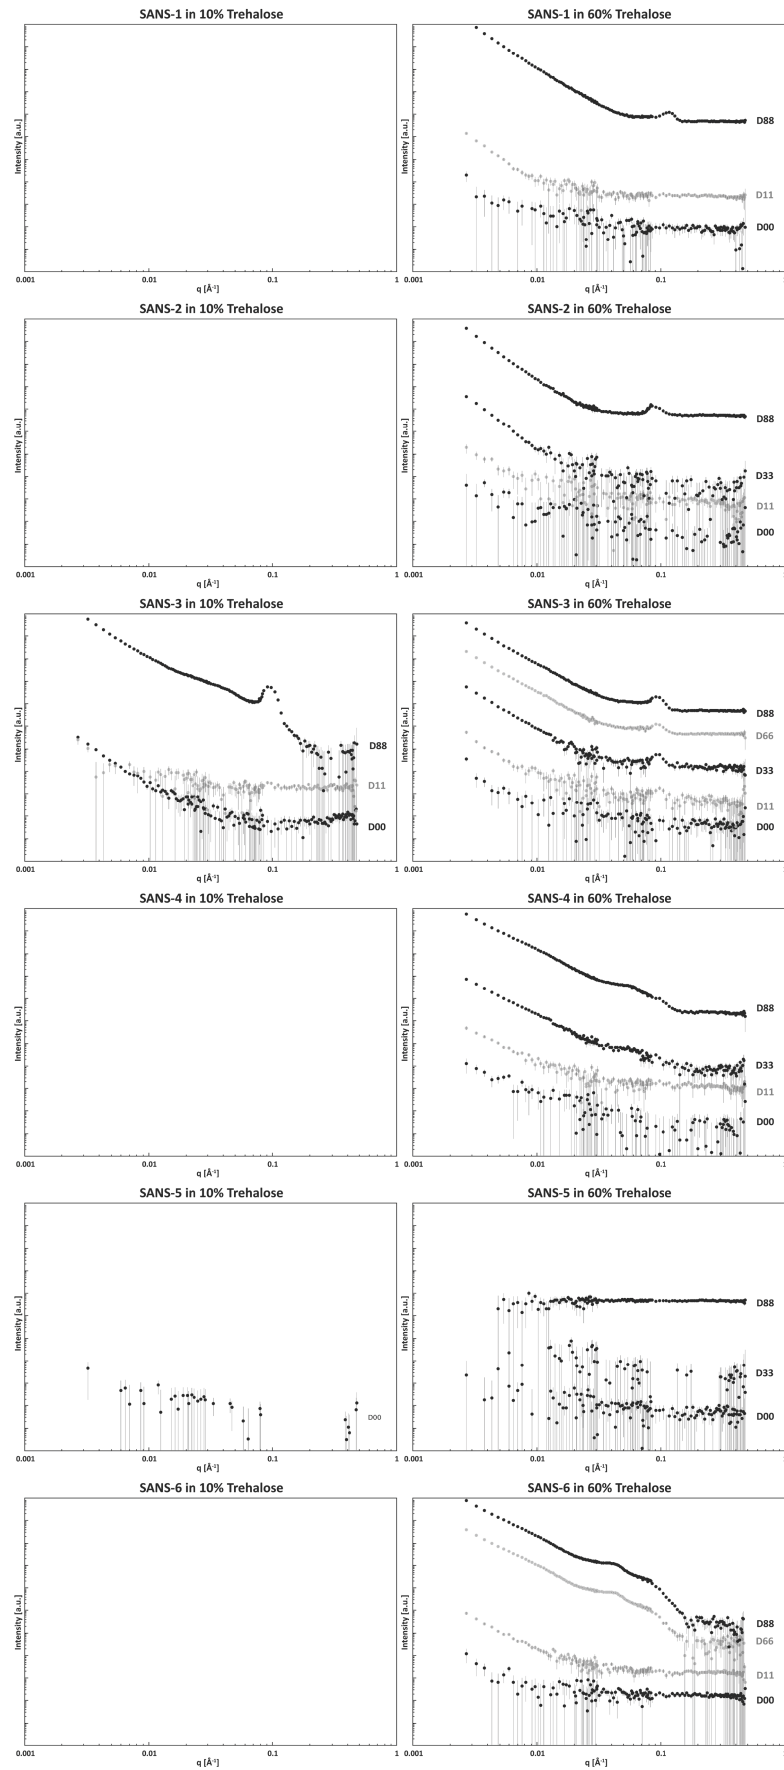 SANS-1 in 10% Trehalose
Intensity [a.u.]
0.001 0.01 0.1 1
q [Å⁻¹]
SANS-1 in 60% Trehalose
Intensity [a.u.]
D88
D11
D00
0.001 0.01 0.1 1
q [Å⁻¹]
SANS-2 in 10% Trehalose
Intensity [a.u.]
0.001 0.01 0.1 1
q [Å⁻¹]
SANS-2 in 60% Trehalose
Intensity [a.u.]
D88
D33
D11
D00
0.001 0.01 0.1 1
q [Å⁻¹]
SANS-3 in 10% Trehalose
Intensity [a.u.]
D88
D11
D00
0.001 0.01 0.1 1
q [Å⁻¹]
SANS-3 in 60% Trehalose
Intensity [a.u.]
D88
D66
D33
D11
D00
0.001 0.01 0.1
q [Å⁻¹]
SANS-4 in 10% Trehalose
Intensity [a.u.]
0.001 0.01 0.1 1
q [Å⁻¹]
SANS-4 in 60% Trehalose
Intensity [a.u.]
D88
D33
D11
D00
0.001 0.01 0.1
q [Å⁻¹]
SANS-5 in 10% Trehalose
Intensity [a.u.]
D00
0.001 0.01 0.1 1
q [Å⁻¹]
SANS-5 in 60% Trehalose
Intensity [a.u.]
D88
D33
D00
0.001 0.01 0.1
q [Å⁻¹]
SANS-6 in 10% Trehalose
Intensity [a.u.]
0.001 0.01 0.1 1
q [Å⁻¹]
SANS-6 in 60% Trehalose
Intensity [a.u.]
D88
D66
D11
D00
0.001 0.01 0.1
q [Å⁻¹]